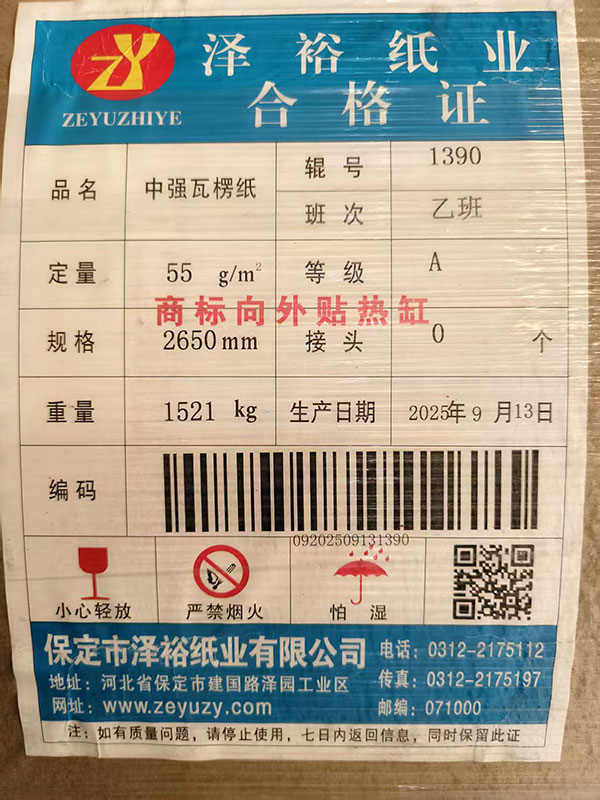 泽裕纸业
ZEYUZHIYE
合格证
品名 中强瓦楞纸 辊号 1390
班次 乙班
定量 55 g/m² 等级 A
商标向外贴热缸
规格 2650mm 接头 0 个
重量 1521 kg 生产日期 2025年9月13日
编码
09202509131390
小心轻放 严禁烟火 怕湿
保定市泽裕纸业有限公司 电话:0312-2175112
地址:河北省保定市建国路泽园工业区 传真:0312-2175197
网址:www.zeyuzy.com 邮编:071000
注:如有质量问题,请停止使用,七日内返回信息,同时保留此证